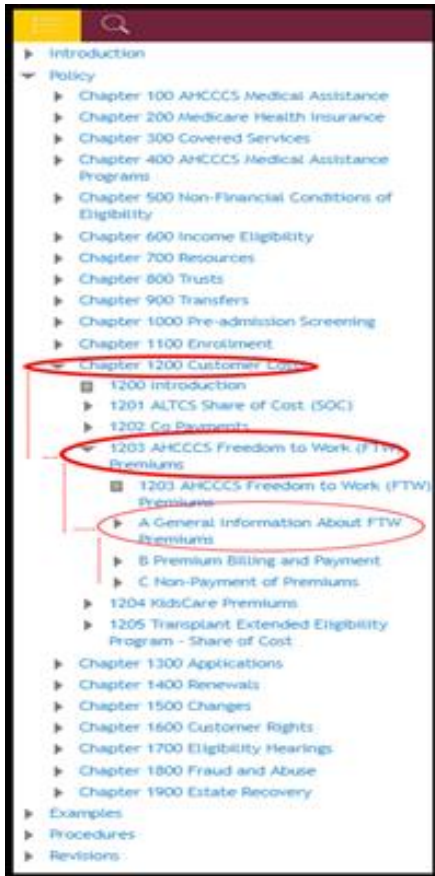 Introduction
Policy
Chapter 100 AHCCCS Medical Assistance
Chapter 200 Medicare Health Insurance
Chapter 300 Covered Services
Chapter 400 AHCCCS Medical Assistance
Programs
Chapter 500 Non-Financial Conditions of
Eligibility
Chapter 600 Income Eligibility
Chapter 700 Resources
Chapter 800 Trusts
Chapter 900 Transfers
Chapter 1000 Pre-admission Screening
Chapter 1100 Enrollment
Chapter 1200 Customer Costs
1200 Introduction
1201 ALTCS Share of Cost (SOC)
1202 Co Payments
1203 AHCCCS Freedom to Work (FTW)
Premiums
1203 AHCCCS Freedom to Work (FTW)
Premiums
A General Information About FTW
Premiums
B Premium Billing and Payment
C Non-Payment of Premiums
1204 KidsCare Premiums
1205 Transplant Extended Eligibility
Program - Share of Cost
Chapter 1300 Applications
Chapter 1400 Renewals
Chapter 1500 Changes
Chapter 1600 Customer Rights
Chapter 1700 Eligibility Hearings
Chapter 1800 Fraud and Abuse
Chapter 1900 Estate Recovery
Examples
Procedures
Revisions